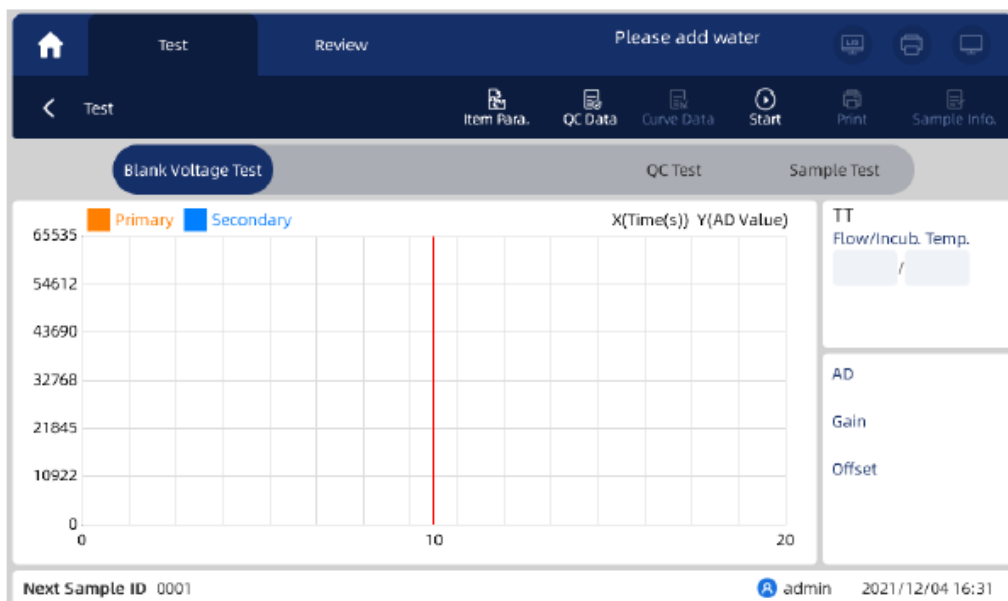 Test
Review
Please add water
LIS
Test
Item Para.
QC Data
Curve Data
Start
Print
Sample Info.
Blank Voltage Test
QC Test
Sample Test
Primary
Secondary
X(Time(s)) Y(AD Value)
65535
54612
43690
32768
21845
10922
0
0
10
20
TT
Flow/Incub. Temp.
/
AD
Gain
Offset
Next Sample ID 0001
admin
2021/12/04 16:31